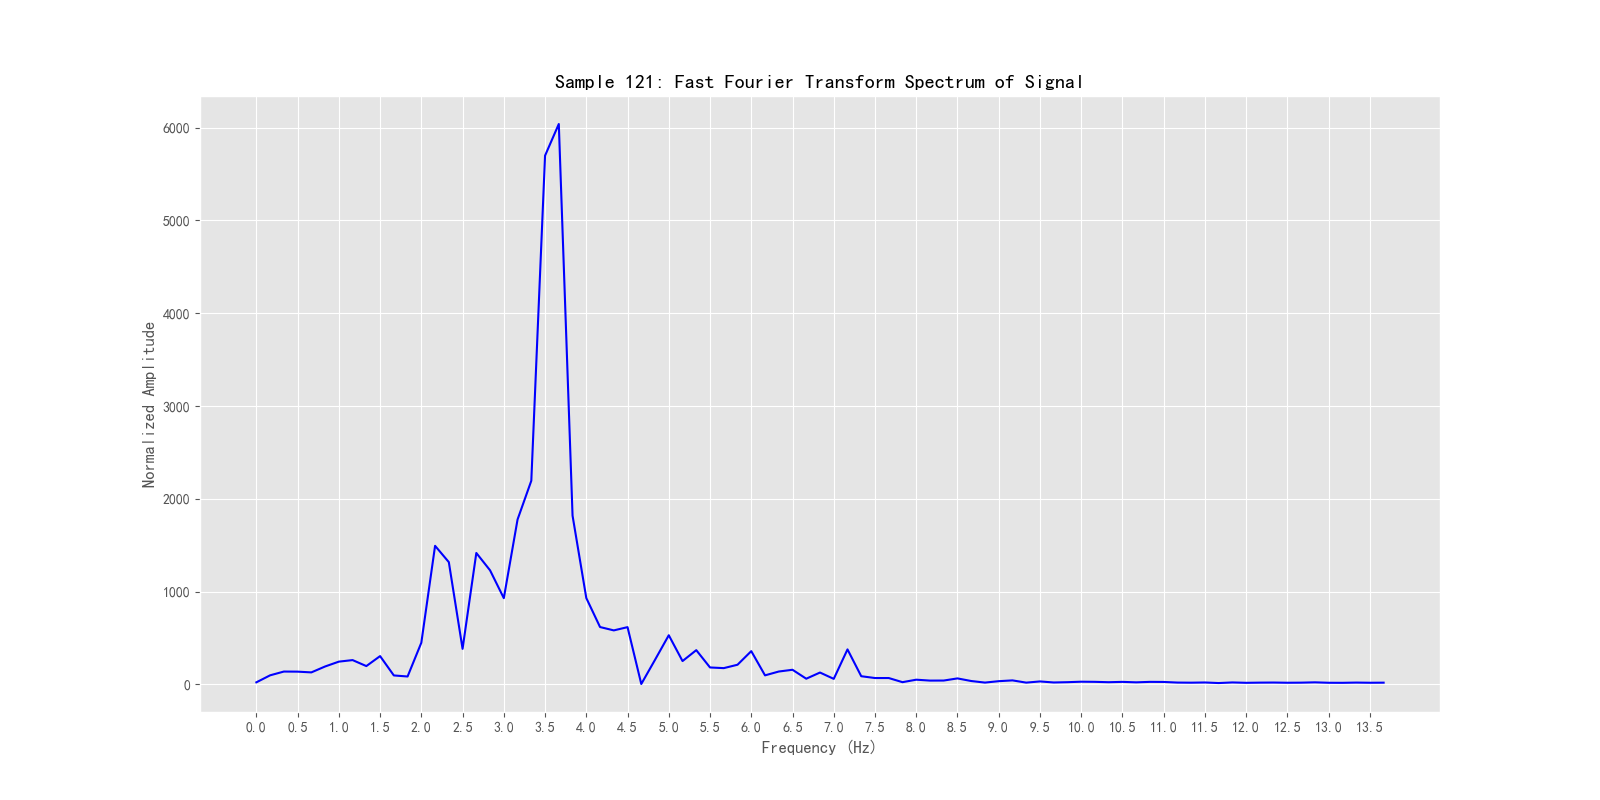 Sample 121: Fast Fourier Transform Spectrum of Signal
6000
5000
4000
3000
2000
1000
0
Normalized Amplitude
0.0 0.5 1.0 1.5 2.0 2.5 3.0 3.5 4.0 4.5 5.0 5.5 6.0 6.5 7.0 7.5 8.0 8.5 9.0 9.5 10.0 10.5 11.0 11.5 12.0 12.5 13.0 13.5
Frequency (Hz)